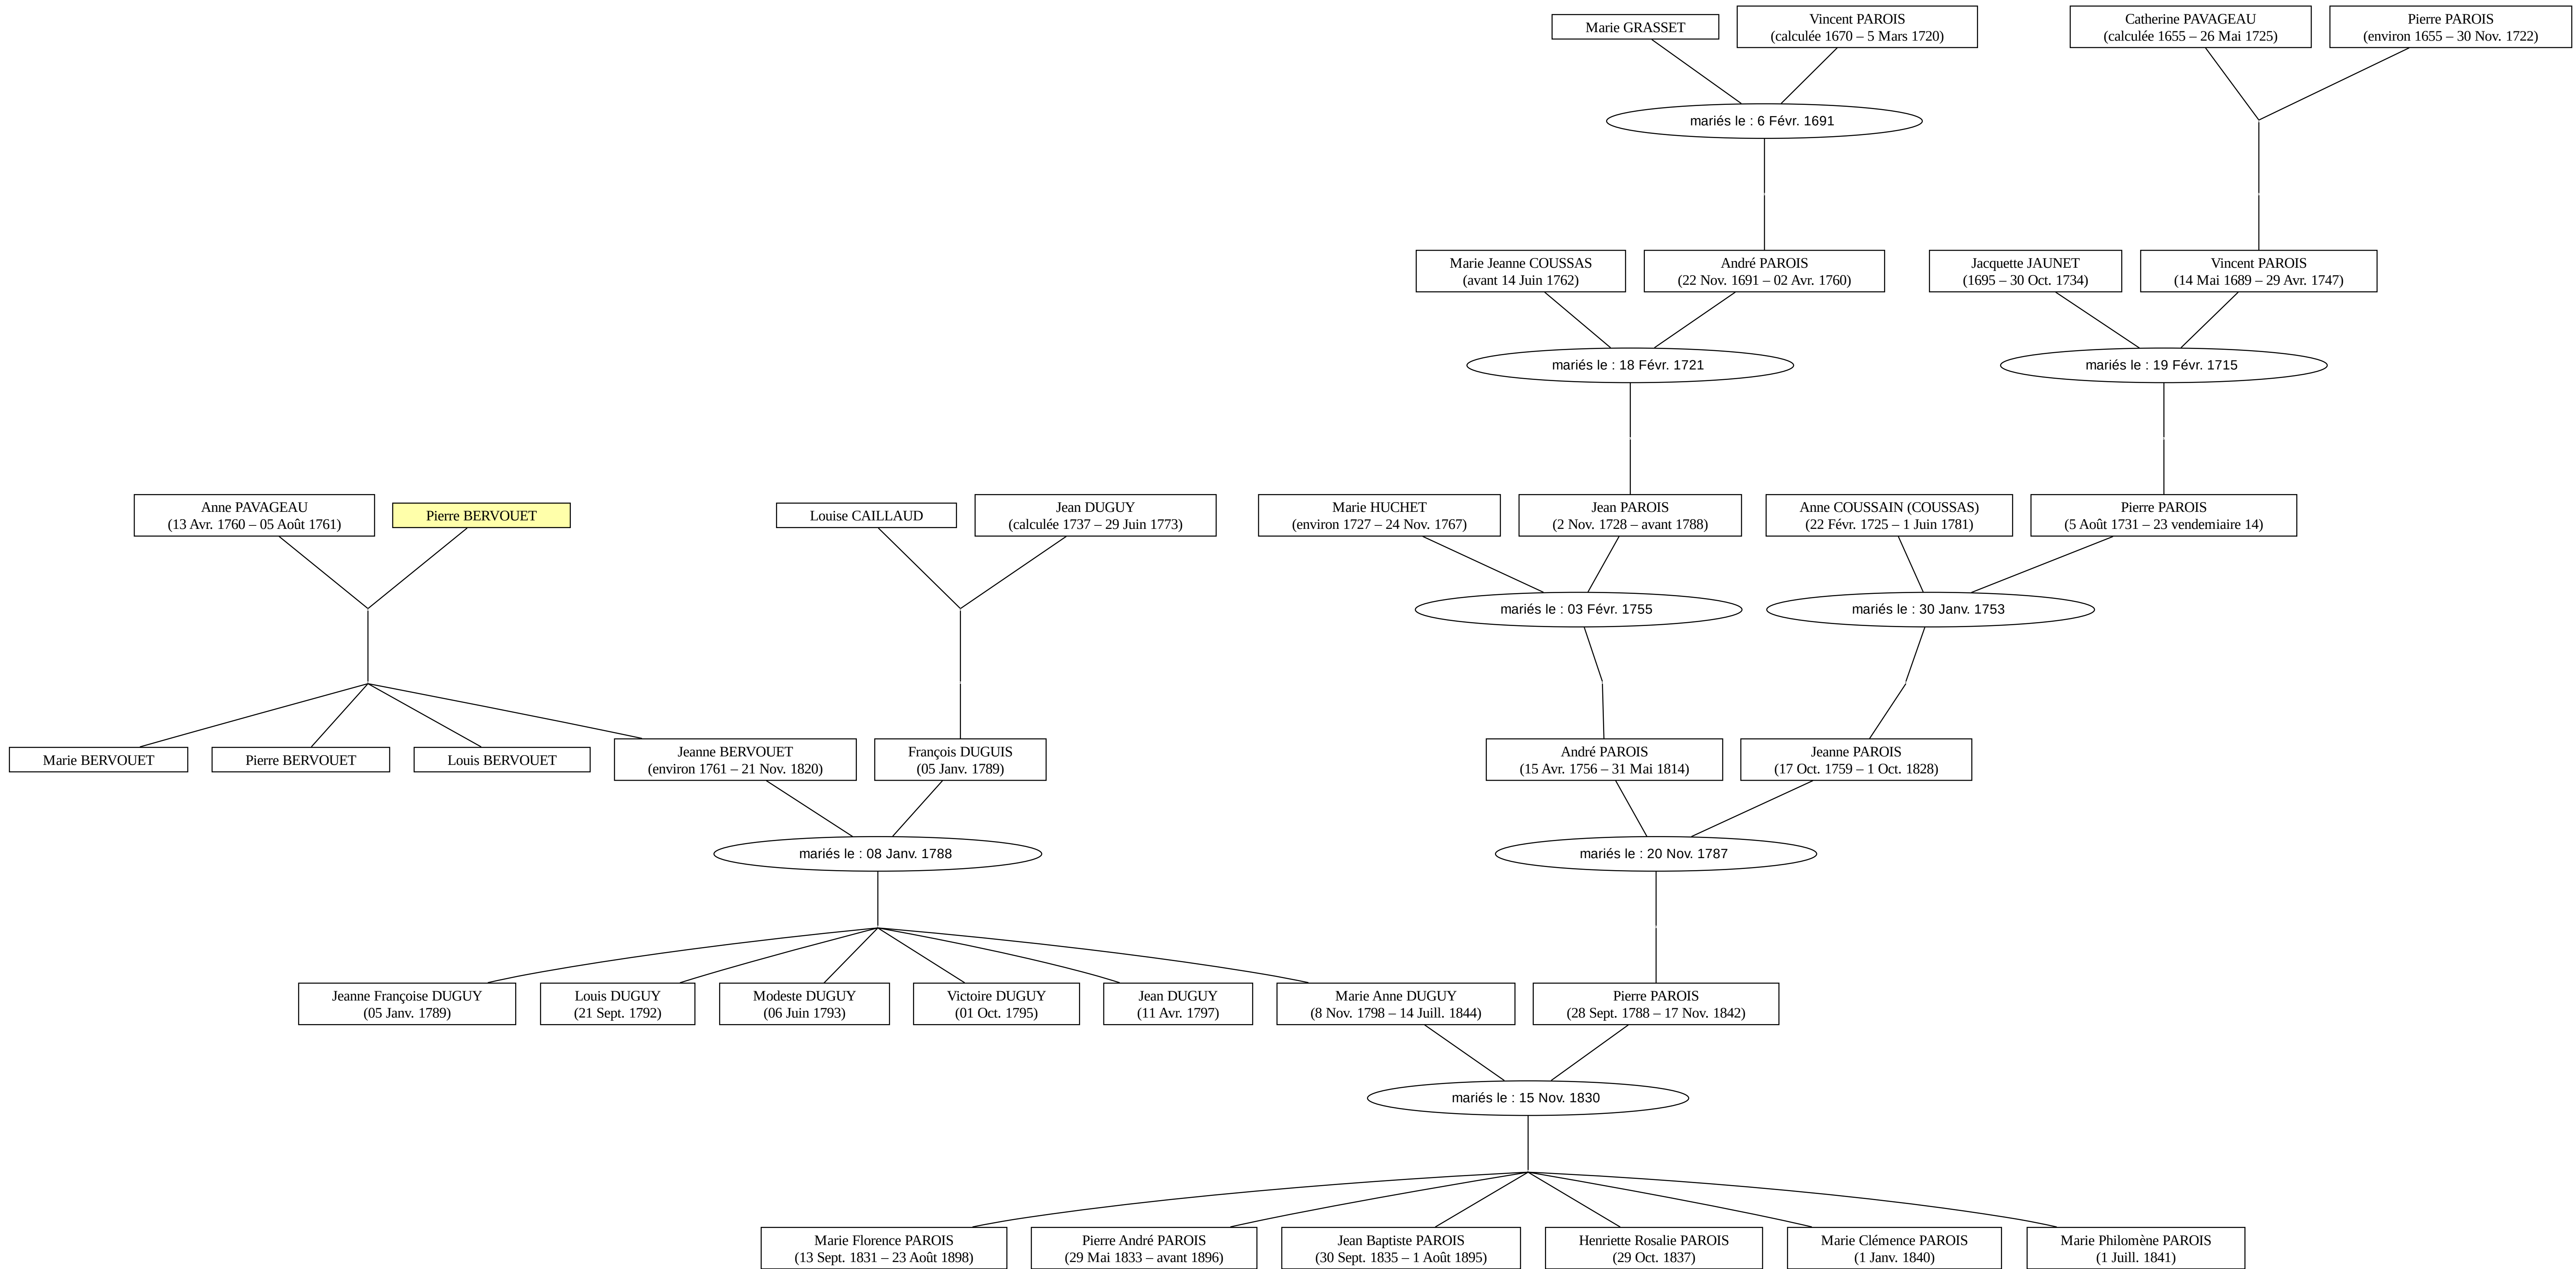 Marie GRASSET
Vincent PAROIS
(calculée 1670 – 5 Mars 1720)
Catherine PAVAGEAU
(calculée 1655 – 26 Mai 1725)
Pierre PAROIS
(environ 1655 – 30 Nov. 1722)
mariés le : 6 Févr. 1691
Marie Jeanne COUSSAS
(avant 14 Juin 1762)
André PAROIS
(22 Nov. 1691 – 02 Avr. 1760)
Jacquette JAUNET
(1695 – 30 Oct. 1734)
Vincent PAROIS
(14 Mai 1689 – 29 Avr. 1747)
mariés le : 18 Févr. 1721
mariés le : 19 Févr. 1715
Anne PAVAGEAU
(13 Avr. 1760 – 05 Août 1761)
Pierre BERVOUET
Louise CAILLAUD
Jean DUGUY
(calculée 1737 – 29 Juin 1773)
Marie HUCHET
(environ 1727 – 24 Nov. 1767)
Jean PAROIS
(2 Nov. 1728 – avant 1788)
Anne COUSSAIN (COUSSAS)
(22 Févr. 1725 – 1 Juin 1781)
Pierre PAROIS
(5 Août 1731 – 23 vendemiaire 14)
mariés le : 03 Févr. 1755
mariés le : 30 Janv. 1753
Marie BERVOUET
Pierre BERVOUET
Louis BERVOUET
Jeanne BERVOUET
(environ 1761 – 21 Nov. 1820)
François DUGUIS
(05 Janv. 1789)
André PAROIS
(15 Avr. 1756 – 31 Mai 1814)
Jeanne PAROIS
(17 Oct. 1759 – 1 Oct. 1828)
mariés le : 08 Janv. 1788
mariés le : 20 Nov. 1787
Jeanne Françoise DUGUY
(05 Janv. 1789)
Louis DUGUY
(21 Sept. 1792)
Modeste DUGUY
(06 Juin 1793)
Victoire DUGUY
(01 Oct. 1795)
Jean DUGUY
(11 Avr. 1797)
Marie Anne DUGUY
(8 Nov. 1798 – 14 Juill. 1844)
Pierre PAROIS
(28 Sept. 1788 – 17 Nov. 1842)
mariés le : 15 Nov. 1830
Marie Florence PAROIS
(13 Sept. 1831 – 23 Août 1898)
Pierre André PAROIS
(29 Mai 1833 – avant 1896)
Jean Baptiste PAROIS
(30 Sept. 1835 – 1 Août 1895)
Henriette Rosalie PAROIS
(29 Oct. 1837)
Marie Clémence PAROIS
(1 Janv. 1840)
Marie Philomène PAROIS
(1 Juill. 1841)